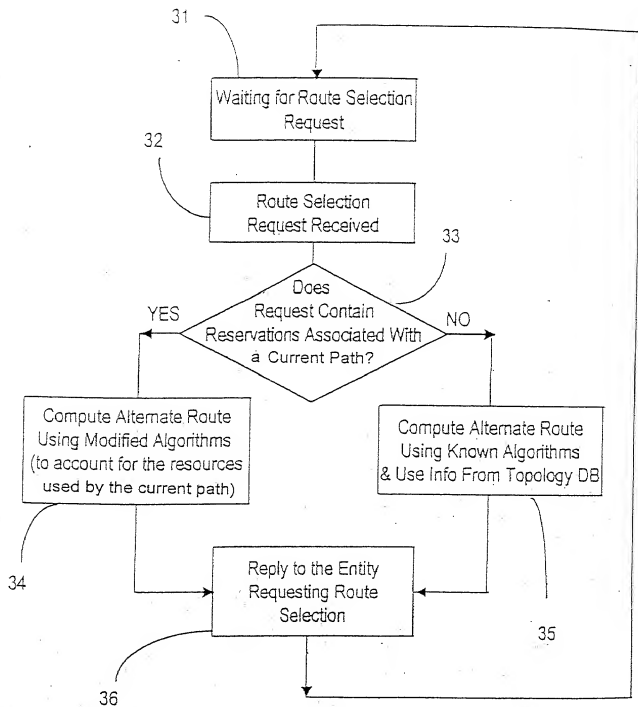 31
Waiting for Route Selection
Request
32
Route Selection
Request Received
33
Does
Request Contain
Reservations Associated With
a Current Path?
YES
NO
Compute Alternate Route
Using Modified Algorithms
(to account for the resources
used by the current path)
34
Compute Alternate Route
Using Known Algorithms
& Use Info From Topology DB
35
Reply to the Entity
Requesting Route
Selection
36